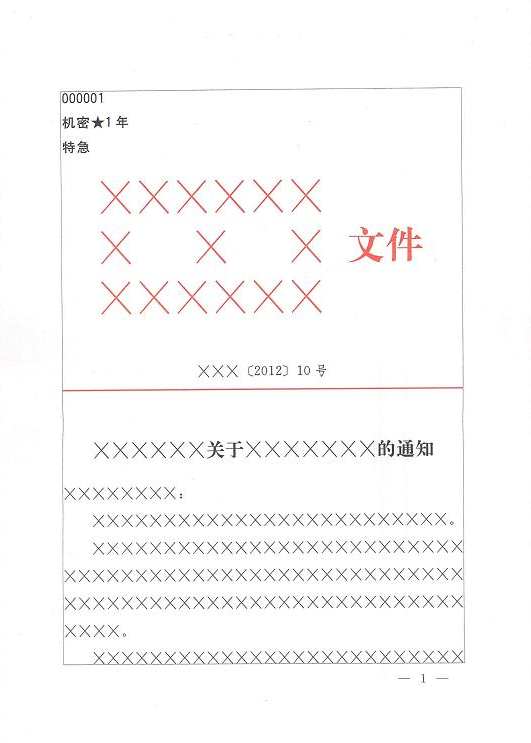 000001
机密★1年
特急
××××××
× × × 文件
××××××
×××〔2012〕10号
××××××关于×××××××的通知
××××××××：
×××××××××××××××××××××××××。
××××××××××××××××××××××××××
××××××××××××××××××××××××××××
××××××××××××××××××××××××××××
××××。
××××××××××××××××××××××××××
— 1 —